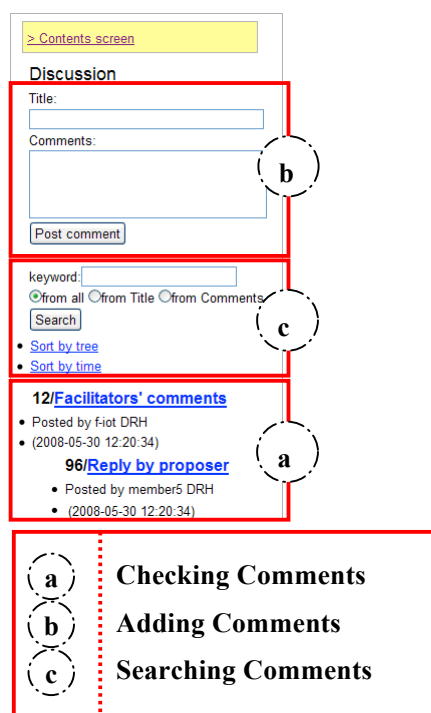 > Contents screen
Discussion
Title:
Comments:
b
Post comment
keyword:
from all from Title from Comments
Search
c
Sort by tree
Sort by time
12/Facilitators' comments
Posted by f-iot DRH
(2008-05-30 12:20:34)
a
96/Reply by proposer
Posted by member5 DRH
(2008-05-30 12:20:34)
a Checking Comments
b Adding Comments
c Searching Comments